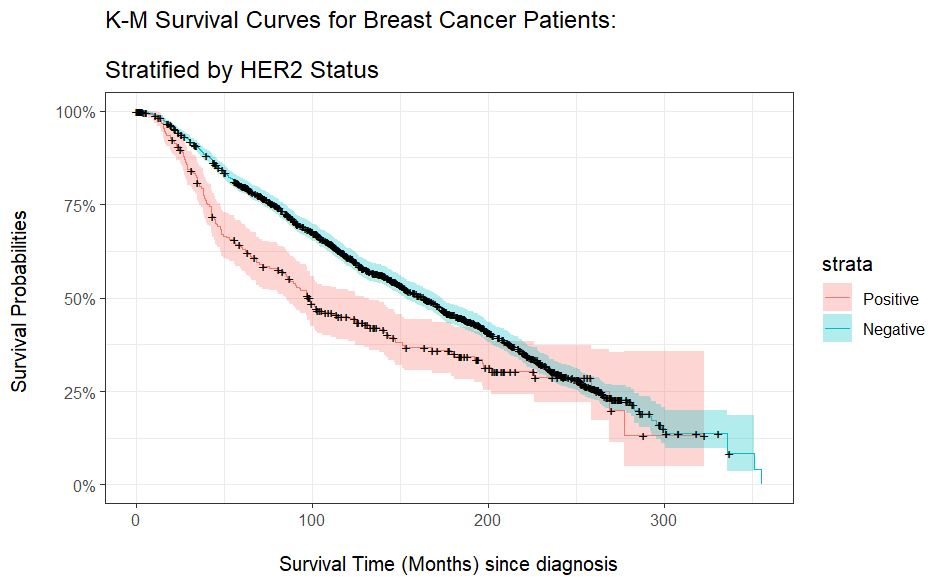 K-M Survival Curves for Breast Cancer Patients:
Stratified by HER2 Status
Survival Probabilities
100%
75%
50%
25%
0%
0 100 200 300
Survival Time (Months) since diagnosis
strata
Positive
Negative